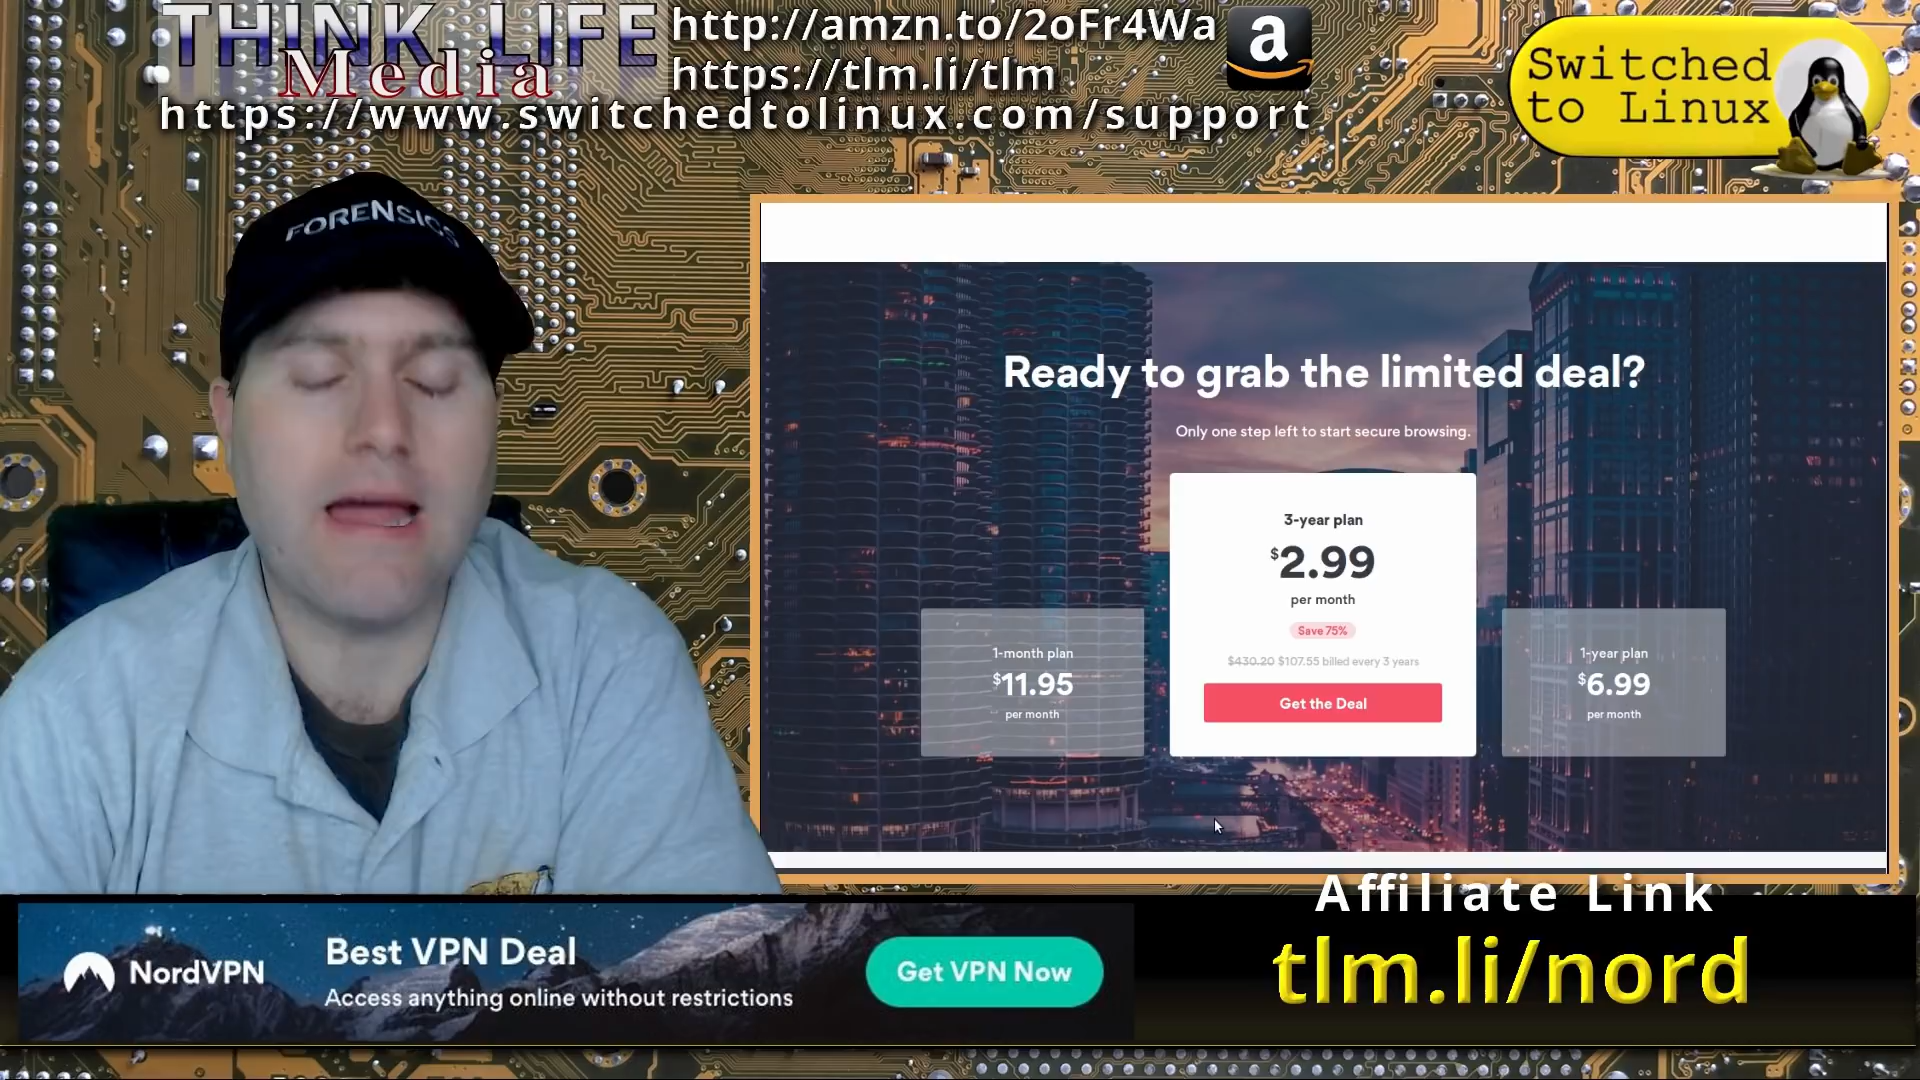 THINK LIFE
Media
http://amzn.to/2oFr4Wa
a
https://tlm.li/tlm
https://www.switchedtolinux.com/support
Switched
to Linux
FORENSICS
Ready to grab the limited deal?
Only one step left to start secure browsing.
3-year plan
$2.99
per month
Save 75%
$430.20 $107.55 billed every 3 years
Get the Deal
1-month plan
$11.95
per month
1-year plan
$6.99
per month
NordVPN
Best VPN Deal
Access anything online without restrictions
Get VPN Now
Affiliate Link
tlm.li/nord